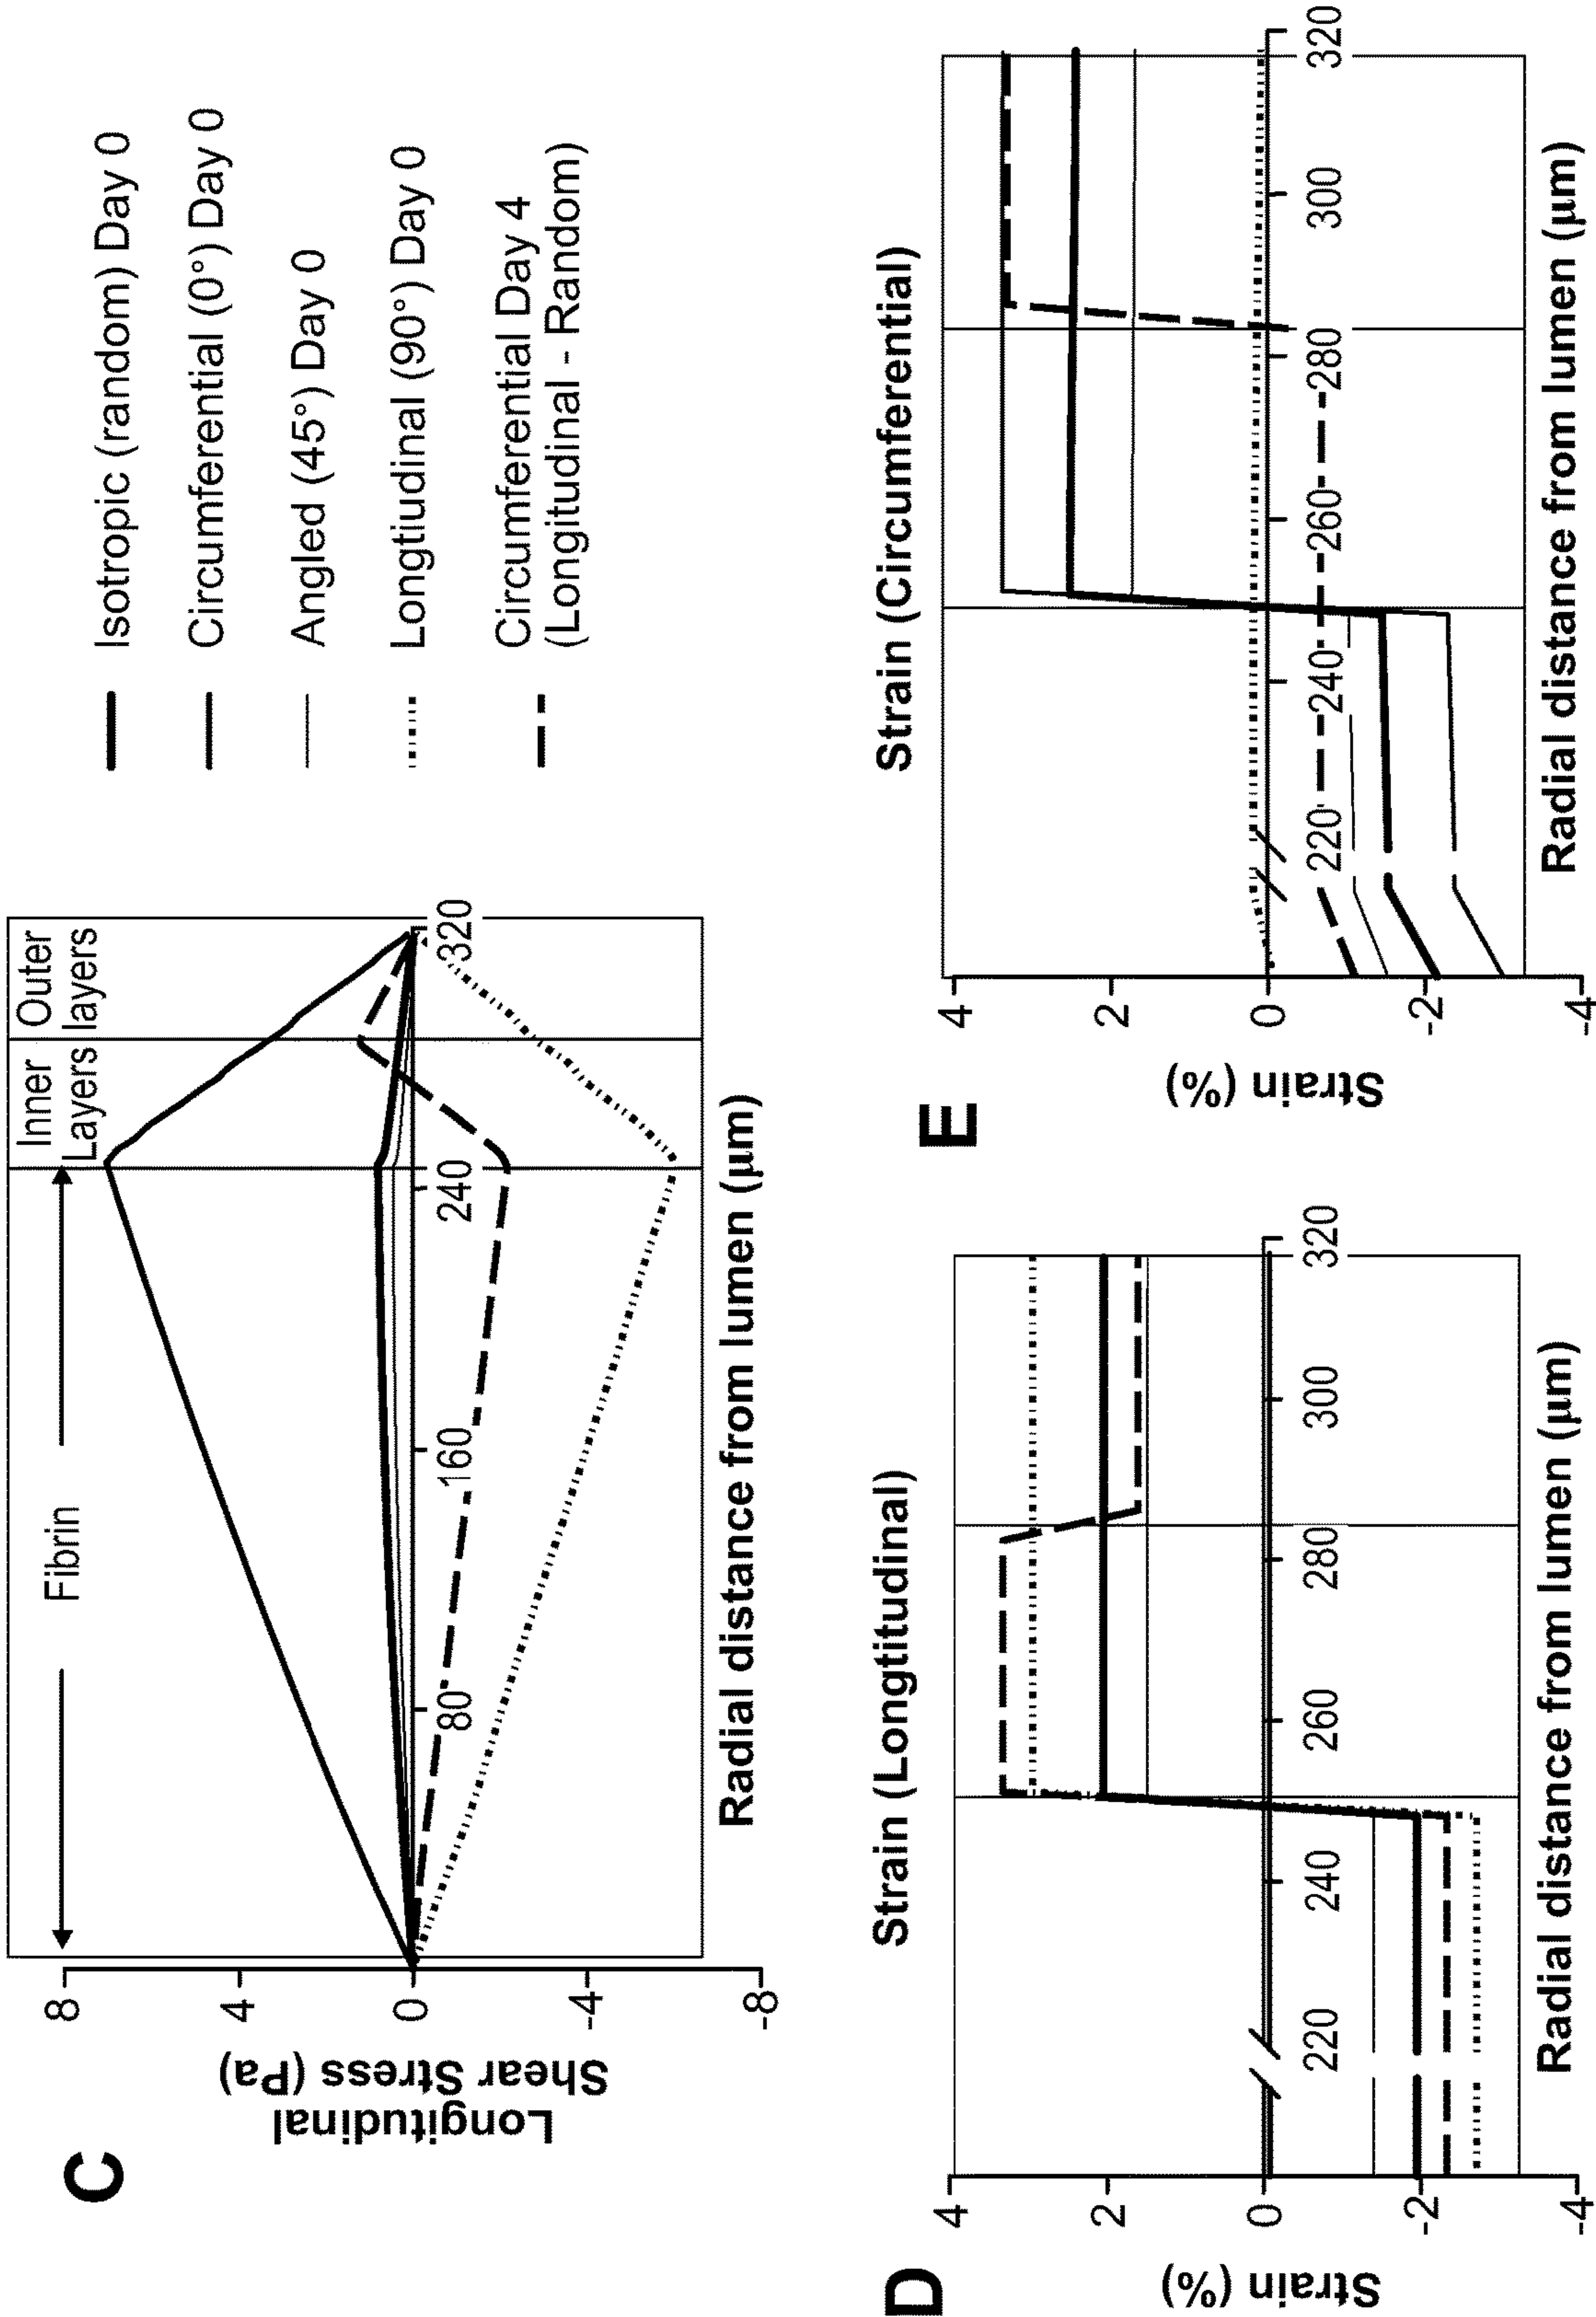 C
Longitudinal
Shear Stress (Pa)
8
4
0
-4
-8
Fibrin
Inner
Layers
Outer
layers
80
160
240
320
Radial distance from lumen (µm)
Isotropic (random) Day 0
Circumferential (0°) Day 0
Angled (45°) Day 0
Longtiudinal (90°) Day 0
Circumferential Day 4
(Longitudinal - Random)
D
Strain (Longtitudinal)
Strain (%)
4
2
0
-2
-4
220
240
260
280
300
320
Radial distance from lumen (µm)
E
Strain (Circumferential)
Strain (%)
4
2
0
-2
-4
220
240
260
280
300
320
Radial distance from lumen (µm)